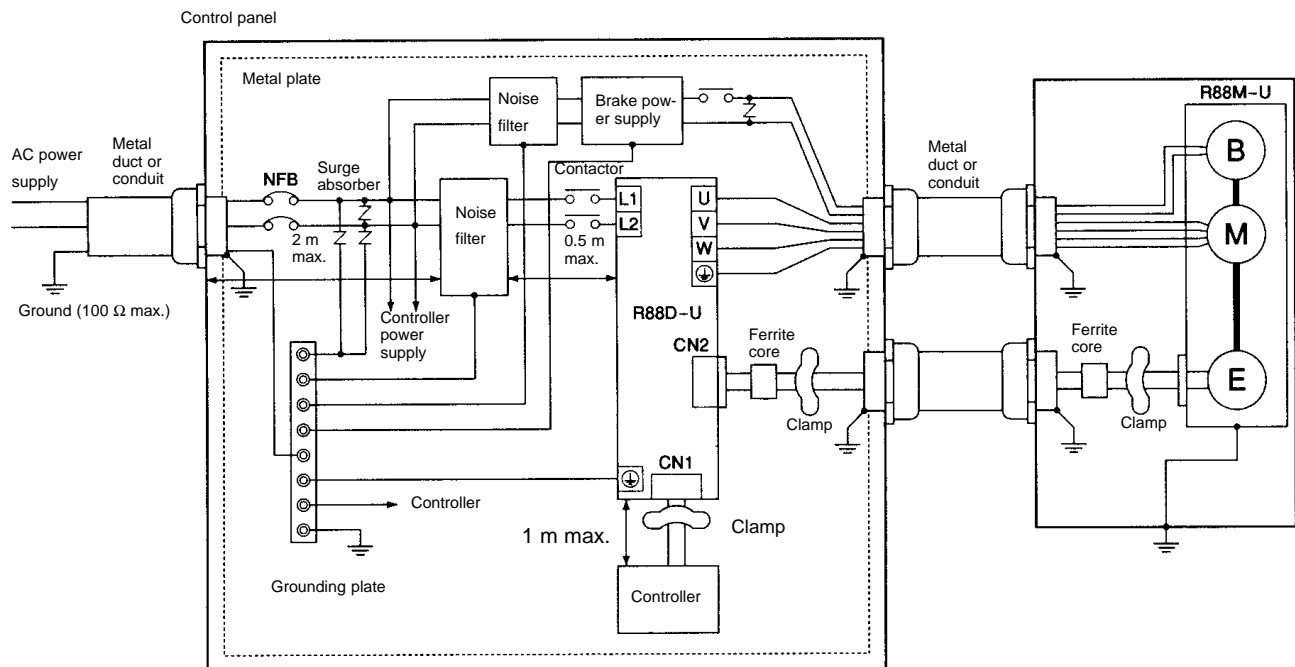 Control panel
Metal plate
R88M-U
Noise
filter
Brake pow-
er supply
B
AC power
supply
Metal
duct or
conduit
NFB
Surge
absorber
Contactor
Metal
duct or
conduit
L1
L2
U
V
W
M
Noise
filter
2 m
max.
0.5 m
max.
Ground (100 Ω max.)
Controller
power
supply
R88D-U
CN2
Ferrite
core
Ferrite
core
E
Clamp
Clamp
CN1
Controller
Clamp
1 m max.
Grounding plate
Controller